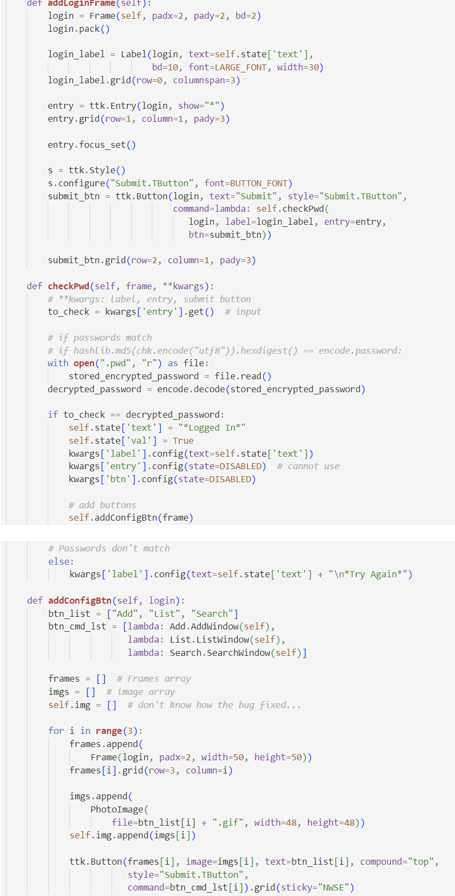 def addLoginFrame(self):
    login = Frame(self, padx=2, pady=2, bd=2)
    login.pack()

    login_label = Label(login, text=self.state['text'],
                        bd=10, font=LARGE_FONT, width=30)
    login_label.grid(row=0, columnspan=3)

    entry = ttk.Entry(login, show="*")
    entry.grid(row=1, column=1, pady=3)

    entry.focus_set()

    s = ttk.Style()
    s.configure("Submit.TButton", font=BUTTON_FONT)
    submit_btn = ttk.Button(login, text="Submit", style="Submit.TButton",
                            command=lambda: self.checkPwd(
                               login, label=login_label, entry=entry,
                               btn=submit_btn))

    submit_btn.grid(row=2, column=1, pady=3)

def checkPwd(self, frame, **kwargs):
    # **kwargs: label, entry, submit button
    to_check = kwargs['entry'].get()  # input

    # if passwords match
    # if hashlib.md5(chk.encode("utf8")).hexdigest() == encode.password:
    with open(".pwd", "r") as file:
        stored_encrypted_password = file.read()
    decrypted_password = encode.decode(stored_encrypted_password)

    if to_check == decrypted_password:
        self.state['text'] = "*Logged In*"
        self.state['val'] = True
        kwargs['label'].config(text=self.state['text'])
        kwargs['entry'].config(state=DISABLED)  # cannot use
        kwargs['btn'].config(state=DISABLED)

        # add buttons
        self.addConfigBtn(frame)

    # Passwords don't match
    else:
        kwargs['label'].config(text=self.state['text'] + "\n*Try Again*")

def addConfigBtn(self, login):
    btn_list = ["Add", "List", "Search"]
    btn_cmd_lst = [lambda: Add.AddWindow(self),
                   lambda: List.ListWindow(self),
                   lambda: Search.SearchWindow(self)]

    frames = []  # Frames array
    imgs = []  # image array
    self.img = []  # don't know how the bug fixed...

    for i in range(3):
        frames.append(
            Frame(login, padx=2, width=50, height=50))
        frames[i].grid(row=3, column=i)

        imgs.append(
            PhotoImage(
                file=btn_list[i] + ".gif", width=48, height=48))
        self.img.append(imgs[i])

        ttk.Button(frames[i], image=imgs[i], text=btn_list[i], compound="top",
                   style="Submit.TButton",
                   command=btn_cmd_lst[i]).grid(sticky="NWSE")